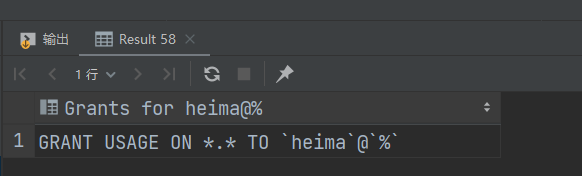 输出 Result 58
1 行
Grants for heima@%
1 GRANT USAGE ON *.* TO `heima`@`%`